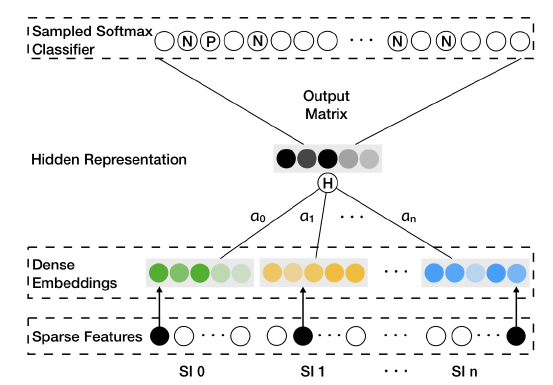 Sampled Softmax
Classifier
N P N ··· N N
Output
Matrix
Hidden Representation
H
a0 a1 ··· an
Dense
Embeddings
···
Sparse Features ··· ··· ··· ···
SI 0 SI 1 ··· SI n